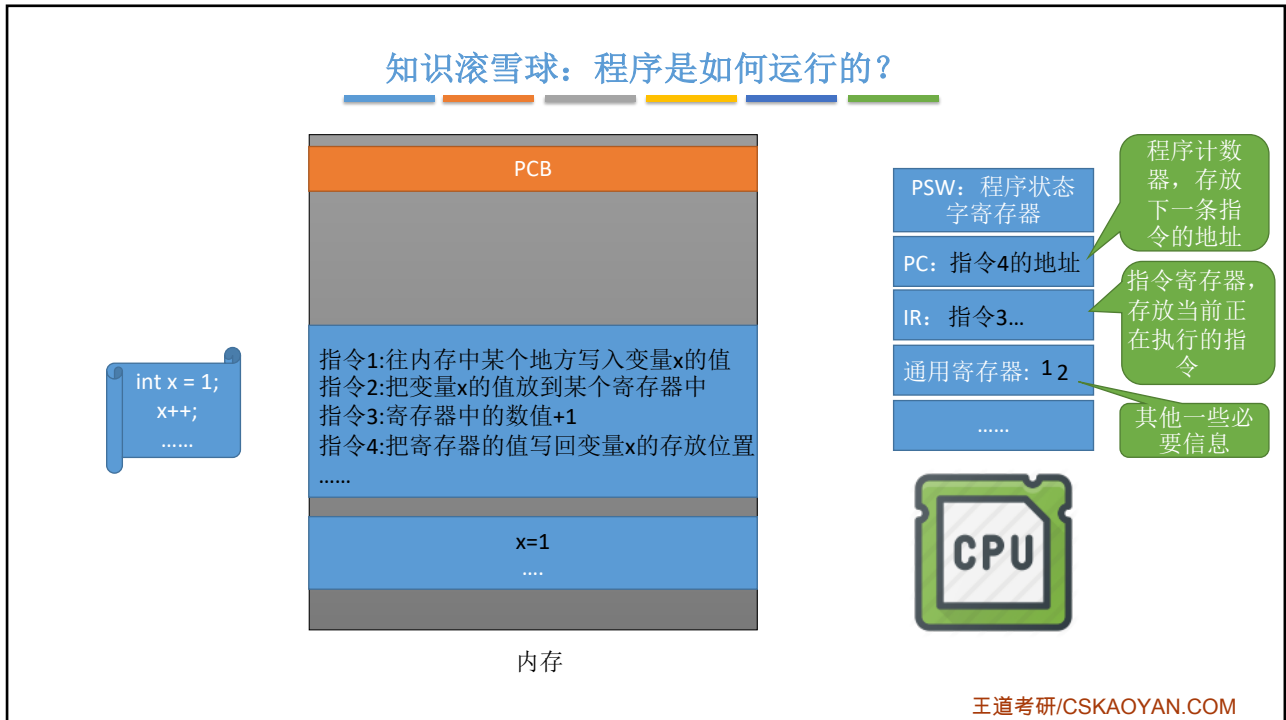 知识滚雪球：程序是如何运行的？
PCB
指令1:往内存中某个地方写入变量x的值
指令2:把变量x的值放到某个寄存器中
指令3:寄存器中的数值+1
指令4:把寄存器的值写回变量x的存放位置
……
x=1
....
内存
int x = 1;
x++;
……
PSW：程序状态
字寄存器
PC：指令4的地址
IR： 指令3...
通用寄存器: 1 2
……
程序计数
器，存放
下一条指
令的地址
指令寄存器，
存放当前正
在执行的指
令
其他一些必
要信息
CPU
王道考研/CSKAOYAN.COM